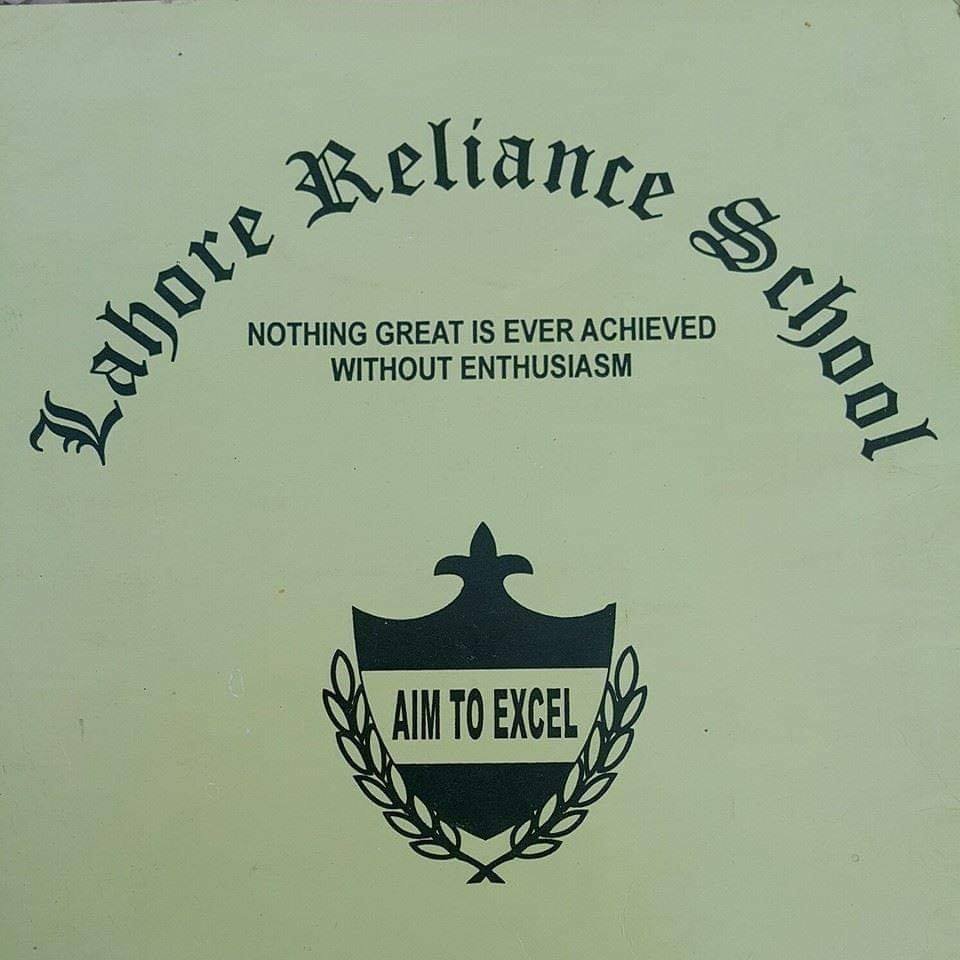 Lahore Reliance School
NOTHING GREAT IS EVER ACHIEVED
WITHOUT ENTHUSIASM
AIM TO EXCEL